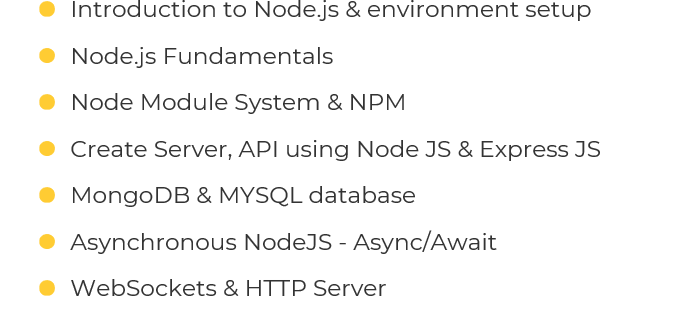 Introduction to Node.js & environment setup
Node.js Fundamentals
Node Module System & NPM
Create Server, API using Node JS & Express JS
MongoDB & MYSQL database
Asynchronous NodeJS - Async/Await
WebSockets & HTTP Server